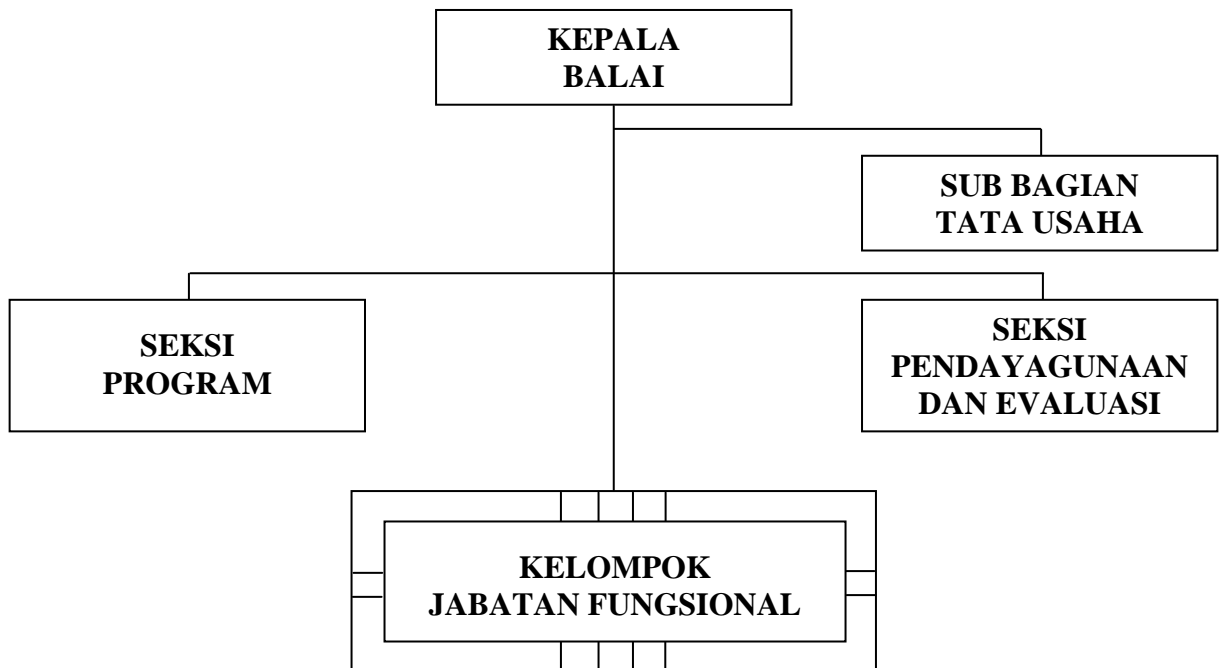 KEPALA
BALAI
SUB BAGIAN
TATA USAHA
SEKSI
PROGRAM
SEKSI
PENDAYAGUNAAN
DAN EVALUASI
KELOMPOK
JABATAN FUNGSIONAL